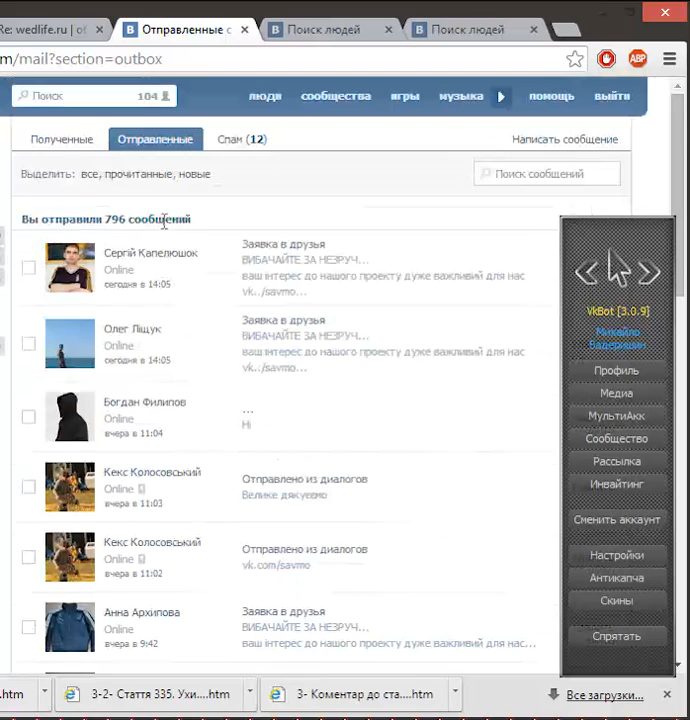 Re: wedlife.ru | о
Отправленные с
Поиск людей
Поиск людей
m/mail?section=outbox
ABP
Поиск 104
люди сообщества игры музыка помощь выйти
Полученные Отправленные Спам (12) Написать сообщение
Выделить: все, прочитанные, новые
Поиск сообщений
Вы отправили 796 сообщений
Сергій Капелюшок
Online
сегодня в 14:05
Заявка в друзья
ВИБАЧАЙТЕ ЗА НЕЗРУЧ...
ваш інтерес до нашого проекту дуже важливий для нас
vk../savmo...
Олег Ліщук
Online
сегодня в 14:05
Заявка в друзья
ВИБАЧАЙТЕ ЗА НЕЗРУЧ...
ваш інтерес до нашого проекту дуже важливий для нас
vk../savmo...
Богдан Филипов
Online
вчера в 11:04
...
Hi
Кекс Колосовський
Online
вчера в 11:03
Отправлено из диалогов
Велике дякуємо
Кекс Колосовський
Online
вчера в 11:02
Отправлено из диалогов
vk.com/savmo
Анна Архипова
Online
вчера в 9:42
Заявка в друзья
ВИБАЧАЙТЕ ЗА НЕЗРУЧ...
ваш інтерес до нашого проекту дуже важливий для нас...
VkBot [3.0.9]
Михайло
Бадеришин
Профиль
Медиа
МультиАкк
Сообщество
Рассылка
Инвайтинг
Сменить аккаунт
Настройки
Антикапча
Скины
Спрятать
.htm
3-2- Стаття 335. Ухи....htm
3- Коментар до ста....htm
Все загрузки...